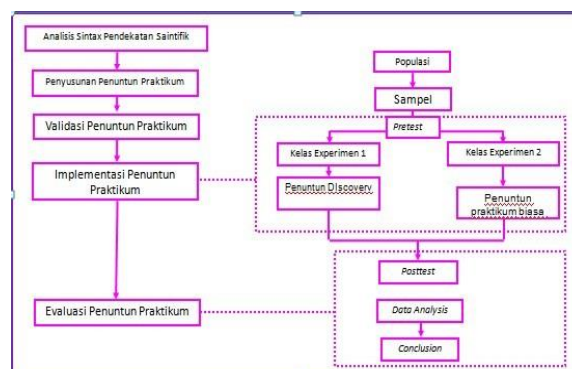 Analisis Sintax Pendekatan Saintifik
Penyusunan Penuntun Praktikum
Validasi Penuntun Praktikum
Implementasi Penuntun
Praktikum
Evaluasi Penuntun Praktikum
Populasi
Sampel
Pretest
Kelas Experimen 1
Kelas Experimen 2
Penuntun Discovery
Penuntun
praktikum biasa
Posttest
Data Analysis
Conclusion